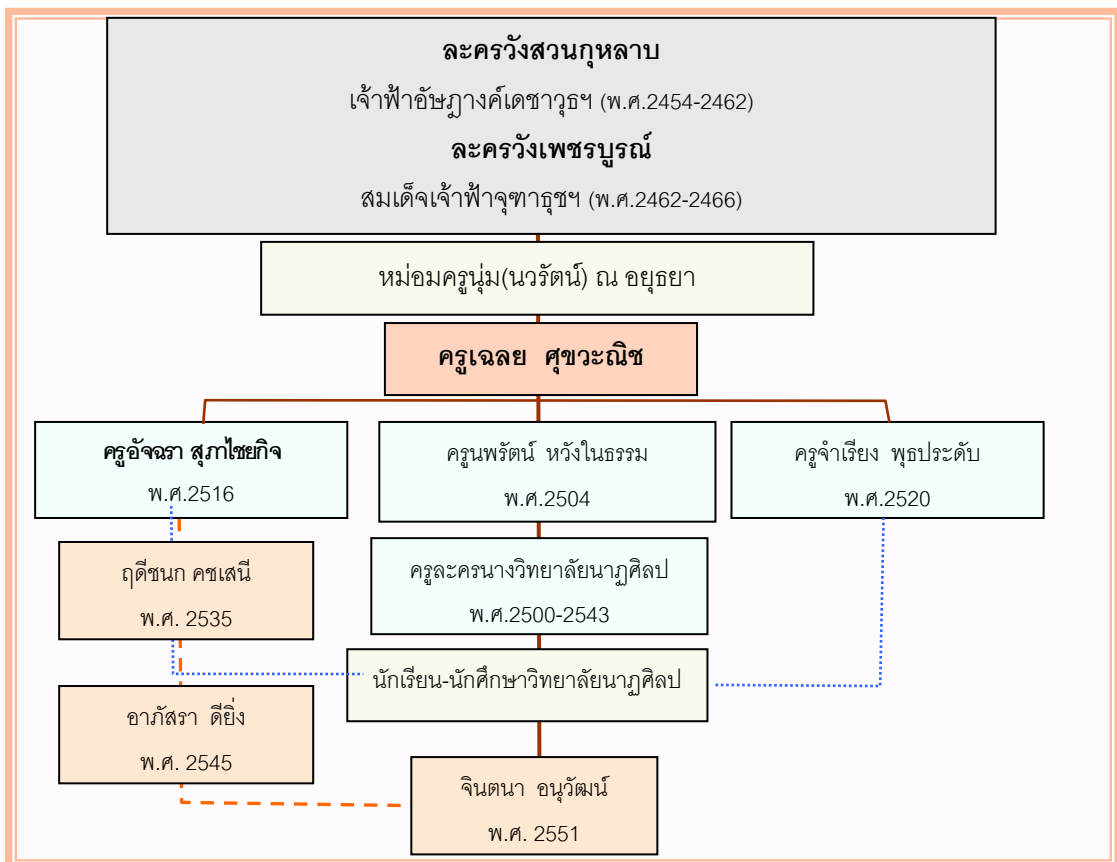 ละครวังสวนกุหลาบ
เจ้าฟ้าอัษฎางค์เดชาวุธฯ (พ.ศ.2454-2462)
ละครวังเพชรบูรณ์
สมเด็จเจ้าฟ้าจุฑาธุชฯ (พ.ศ.2462-2466)
หม่อมครูนุ่ม(นวรัตน์) ณ อยุธยา
ครูเฉลย ศุขวะณิช
ครูอัจฉรา สุภาไชยกิจ
พ.ศ.2516
ครูนพรัตน์ หวังในธรรม
พ.ศ.2504
ครูจำเรียง พุธประดับ
พ.ศ.2520
ฤดีชนก คชเสนี
พ.ศ. 2535
ครูละครนางวิทยาลัยนาฏศิลป
พ.ศ.2500-2543
นักเรียน-นักศึกษาวิทยาลัยนาฏศิลป
อาภัสรา ดียิ่ง
พ.ศ. 2545
จินตนา อนุวัฒน์
พ.ศ. 2551